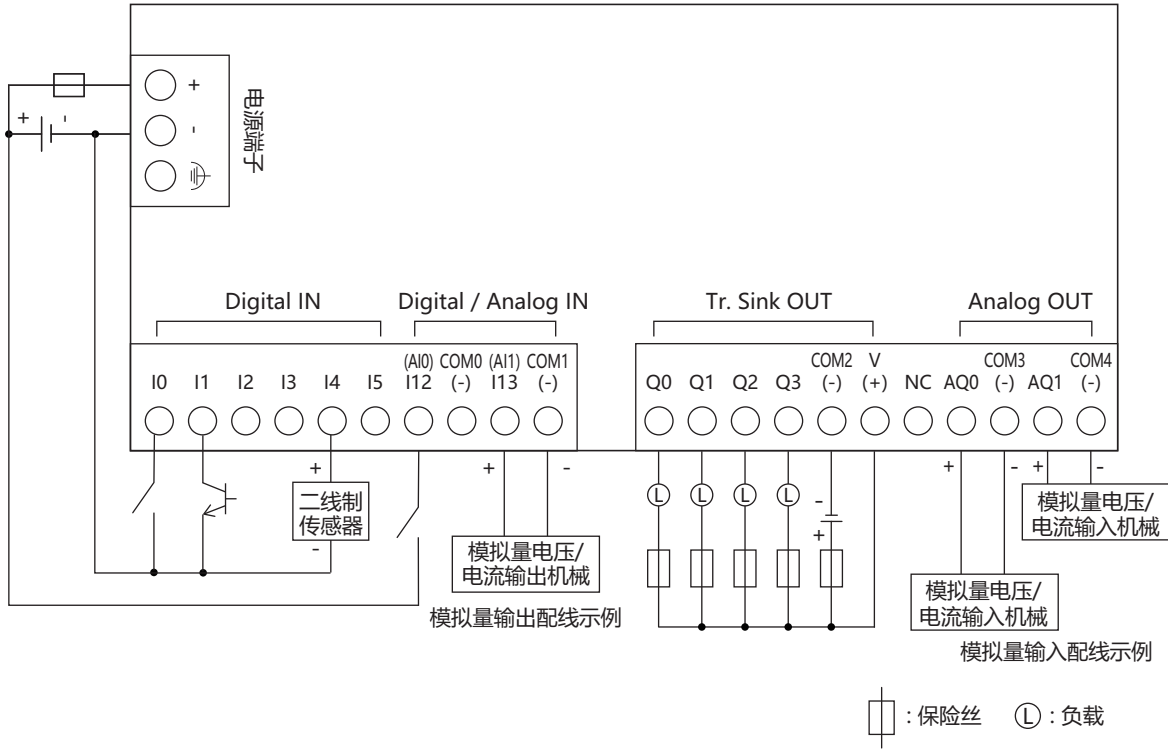 +
+ -
-
电源端子
Digital IN
Digital / Analog IN
Tr. Sink OUT
Analog OUT
(AI0) COM0 (AI1) COM1
I0 I1 I2 I3 I4 I5 I12 (-) I13 (-)
COM2 V COM3 COM4
Q0 Q1 Q2 Q3 (-) (+) NC AQ0 (-) AQ1 (-)
+
二线制
传感器
-
+ -
模拟量电压/
电流输出机械
模拟量输出配线示例
L L L L
-
+
+ - + -
模拟量电压/
电流输入机械
模拟量电压/
电流输入机械
模拟量输入配线示例
: 保险丝
L : 负载